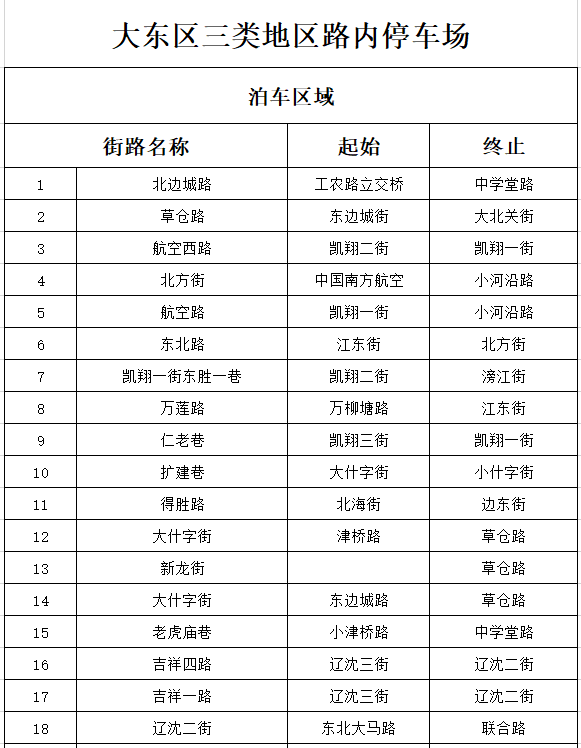 大东区三类地区路内停车场
泊车区域
街路名称 起始 终止
1 北边城路 工农路立交桥 中学堂路
2 草仓路 东边城街 大北关街
3 航空西路 凯翔二街 凯翔一街
4 北方街 中国南方航空 小河沿路
5 航空路 凯翔一街 小河沿路
6 东北路 江东街 北方街
7 凯翔一街东胜一巷 凯翔二街 滂江街
8 万莲路 万柳塘路 江东街
9 仁老巷 凯翔三街 凯翔一街
10 扩建巷 大什字街 小什字街
11 得胜路 北海街 边东街
12 大什字街 津桥路 草仓路
13 新龙街 草仓路
14 大什字街 东边城路 草仓路
15 老虎庙巷 小津桥路 中学堂路
16 吉祥四路 辽沈三街 辽沈二街
17 吉祥一路 辽沈三街 辽沈二街
18 辽沈二街 东北大马路 联合路